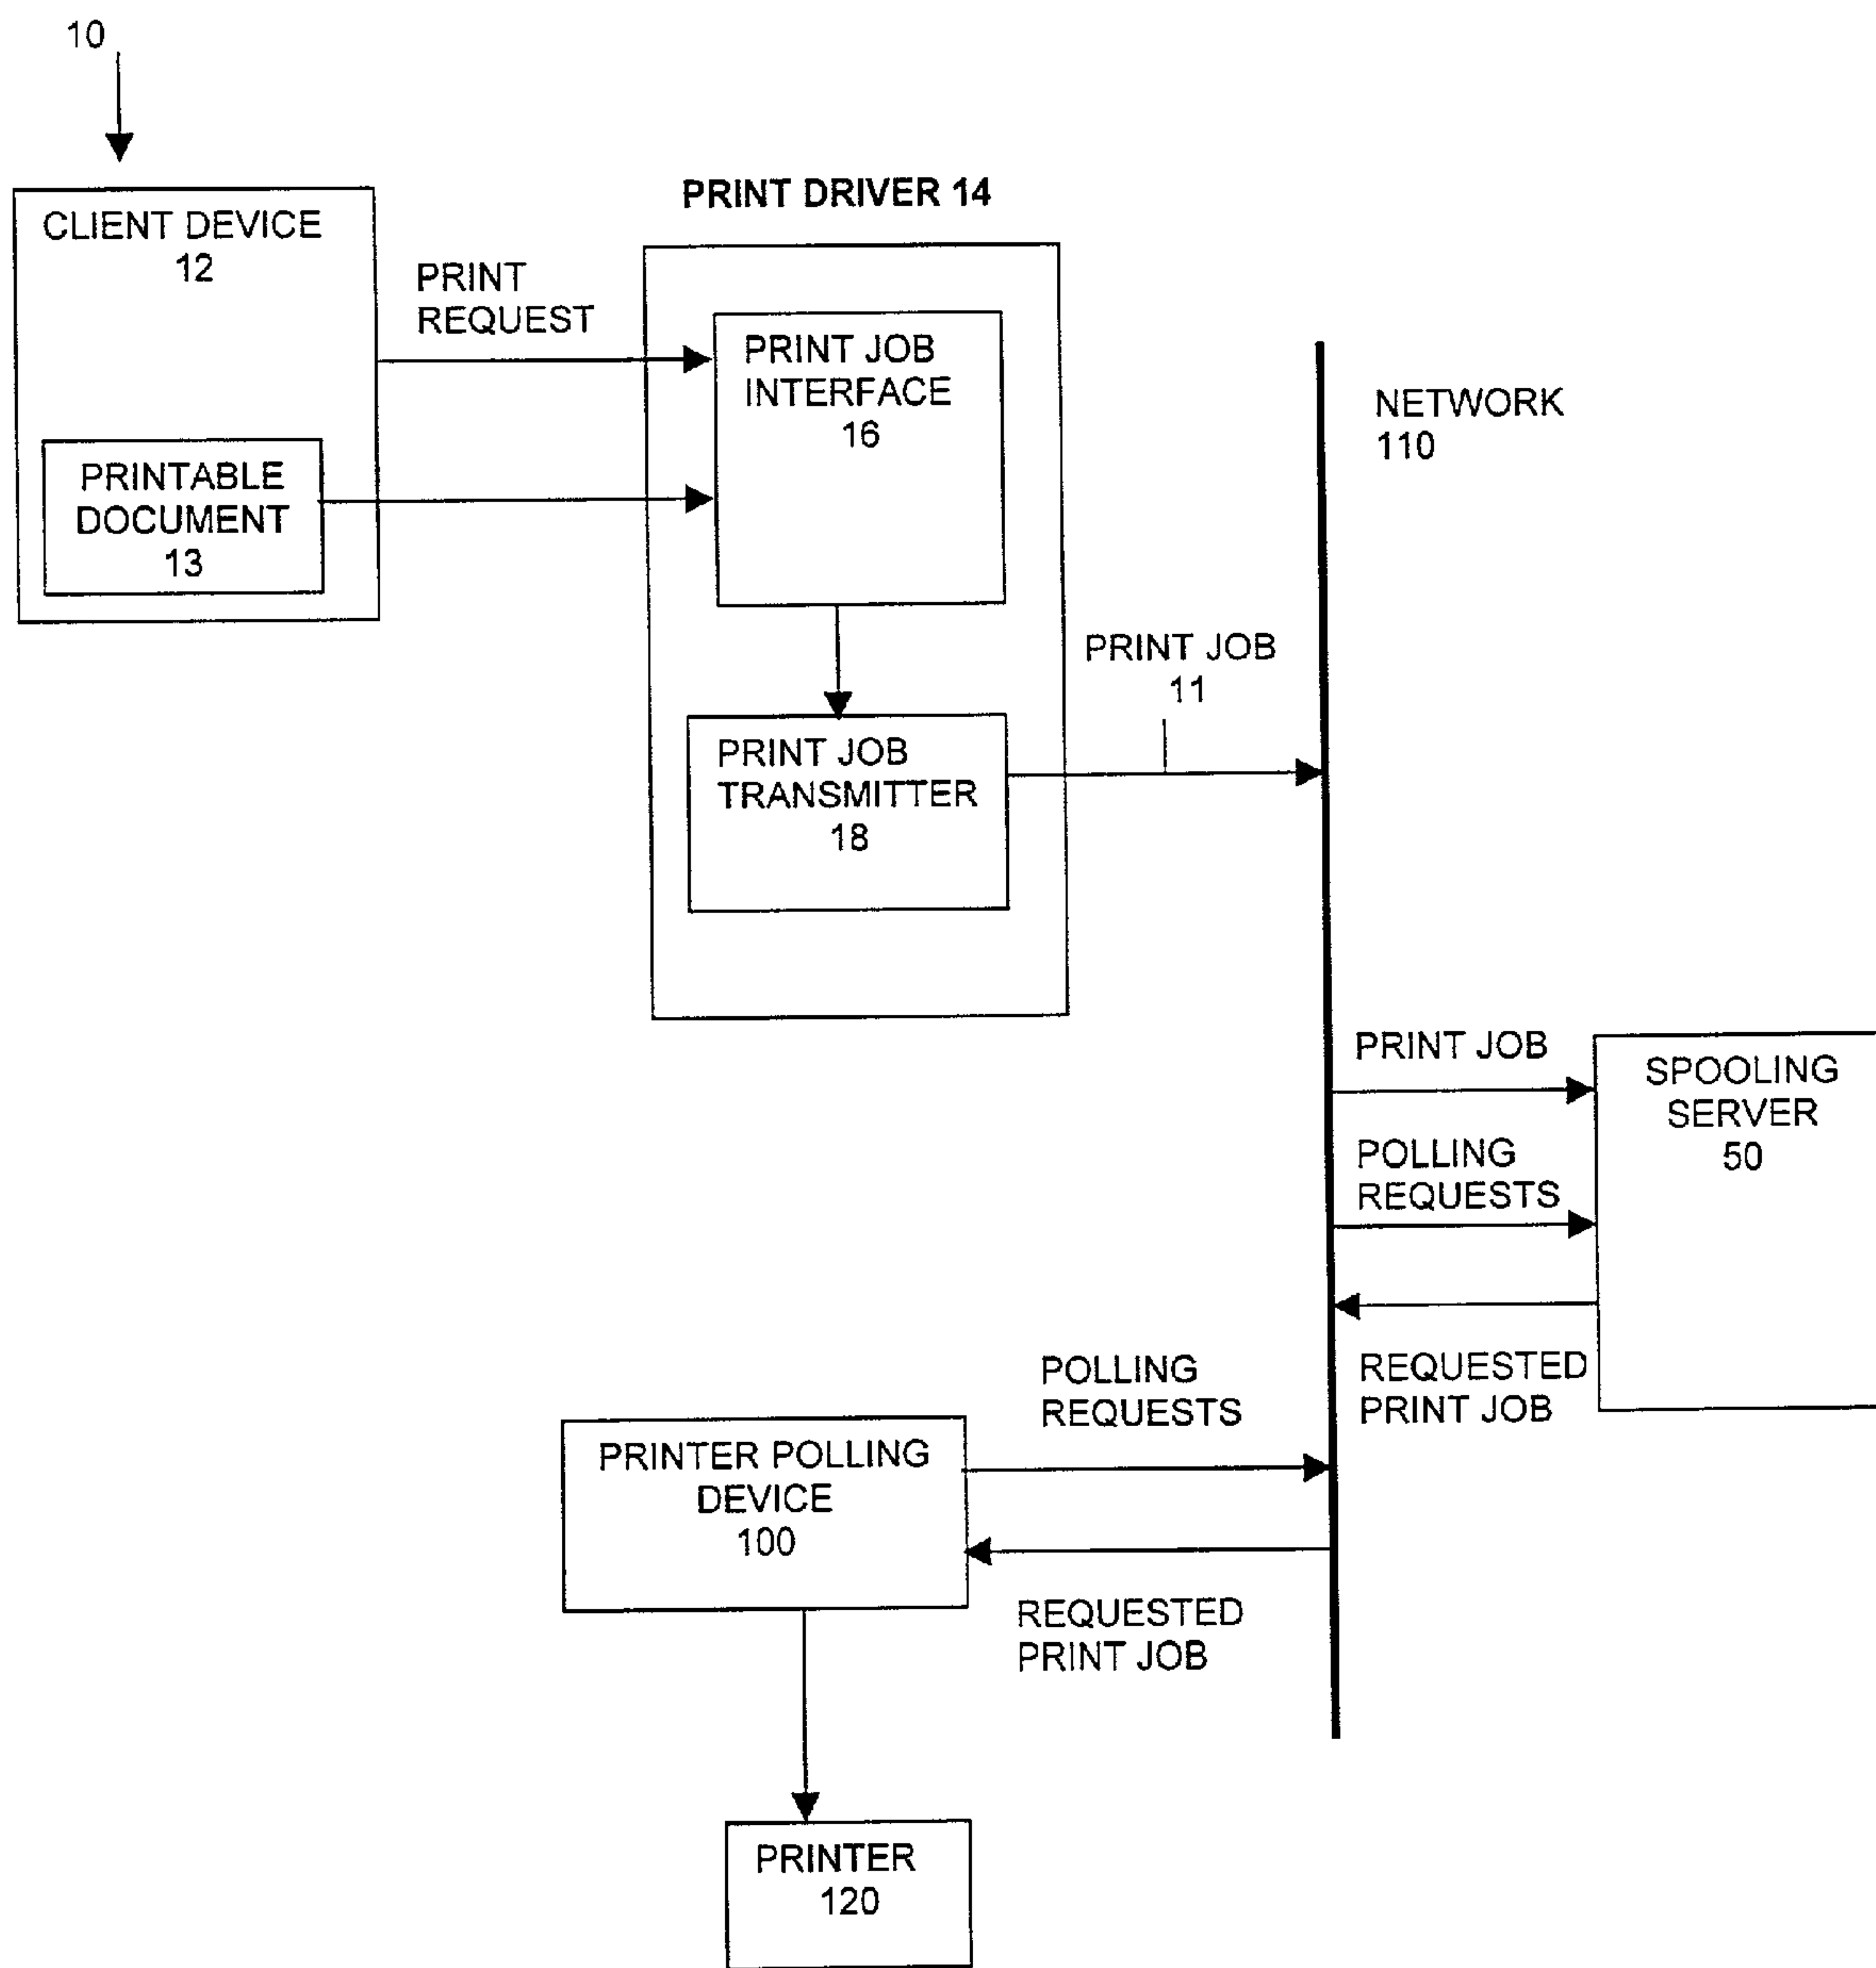 10
CLIENT DEVICE
12
PRINTABLE
DOCUMENT
13
PRINT
REQUEST
PRINT DRIVER 14
PRINT JOB
INTERFACE
16
PRINT JOB
TRANSMITTER
18
PRINT JOB
11
NETWORK
110
PRINT JOB
POLLING
REQUESTS
SPOOLING
SERVER
50
REQUESTED
PRINT JOB
POLLING
REQUESTS
PRINTER POLLING
DEVICE
100
REQUESTED
PRINT JOB
PRINTER
120